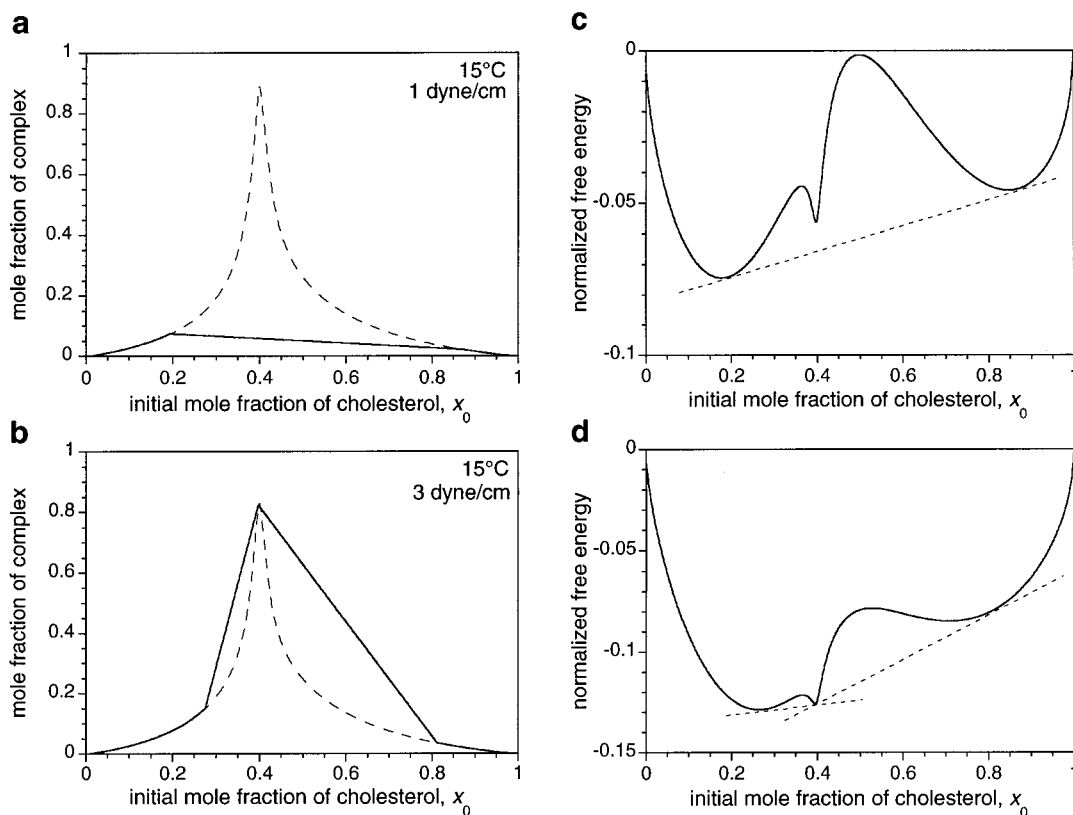 a
1
0.8
0.6
0.4
0.2
0
mole fraction of complex
15°C
1 dyne/cm
0 0.2 0.4 0.6 0.8 1
initial mole fraction of cholesterol, x0
b
1
0.8
0.6
0.4
0.2
0
mole fraction of complex
15°C
3 dyne/cm
0 0.2 0.4 0.6 0.8 1
initial mole fraction of cholesterol, x0
c
0
-0.05
-0.1
normalized free energy
0 0.2 0.4 0.6 0.8 1
initial mole fraction of cholesterol, x0
d
0
-0.05
-0.1
-0.15
normalized free energy
0 0.2 0.4 0.6 0.8 1
initial mole fraction of cholesterol, x0